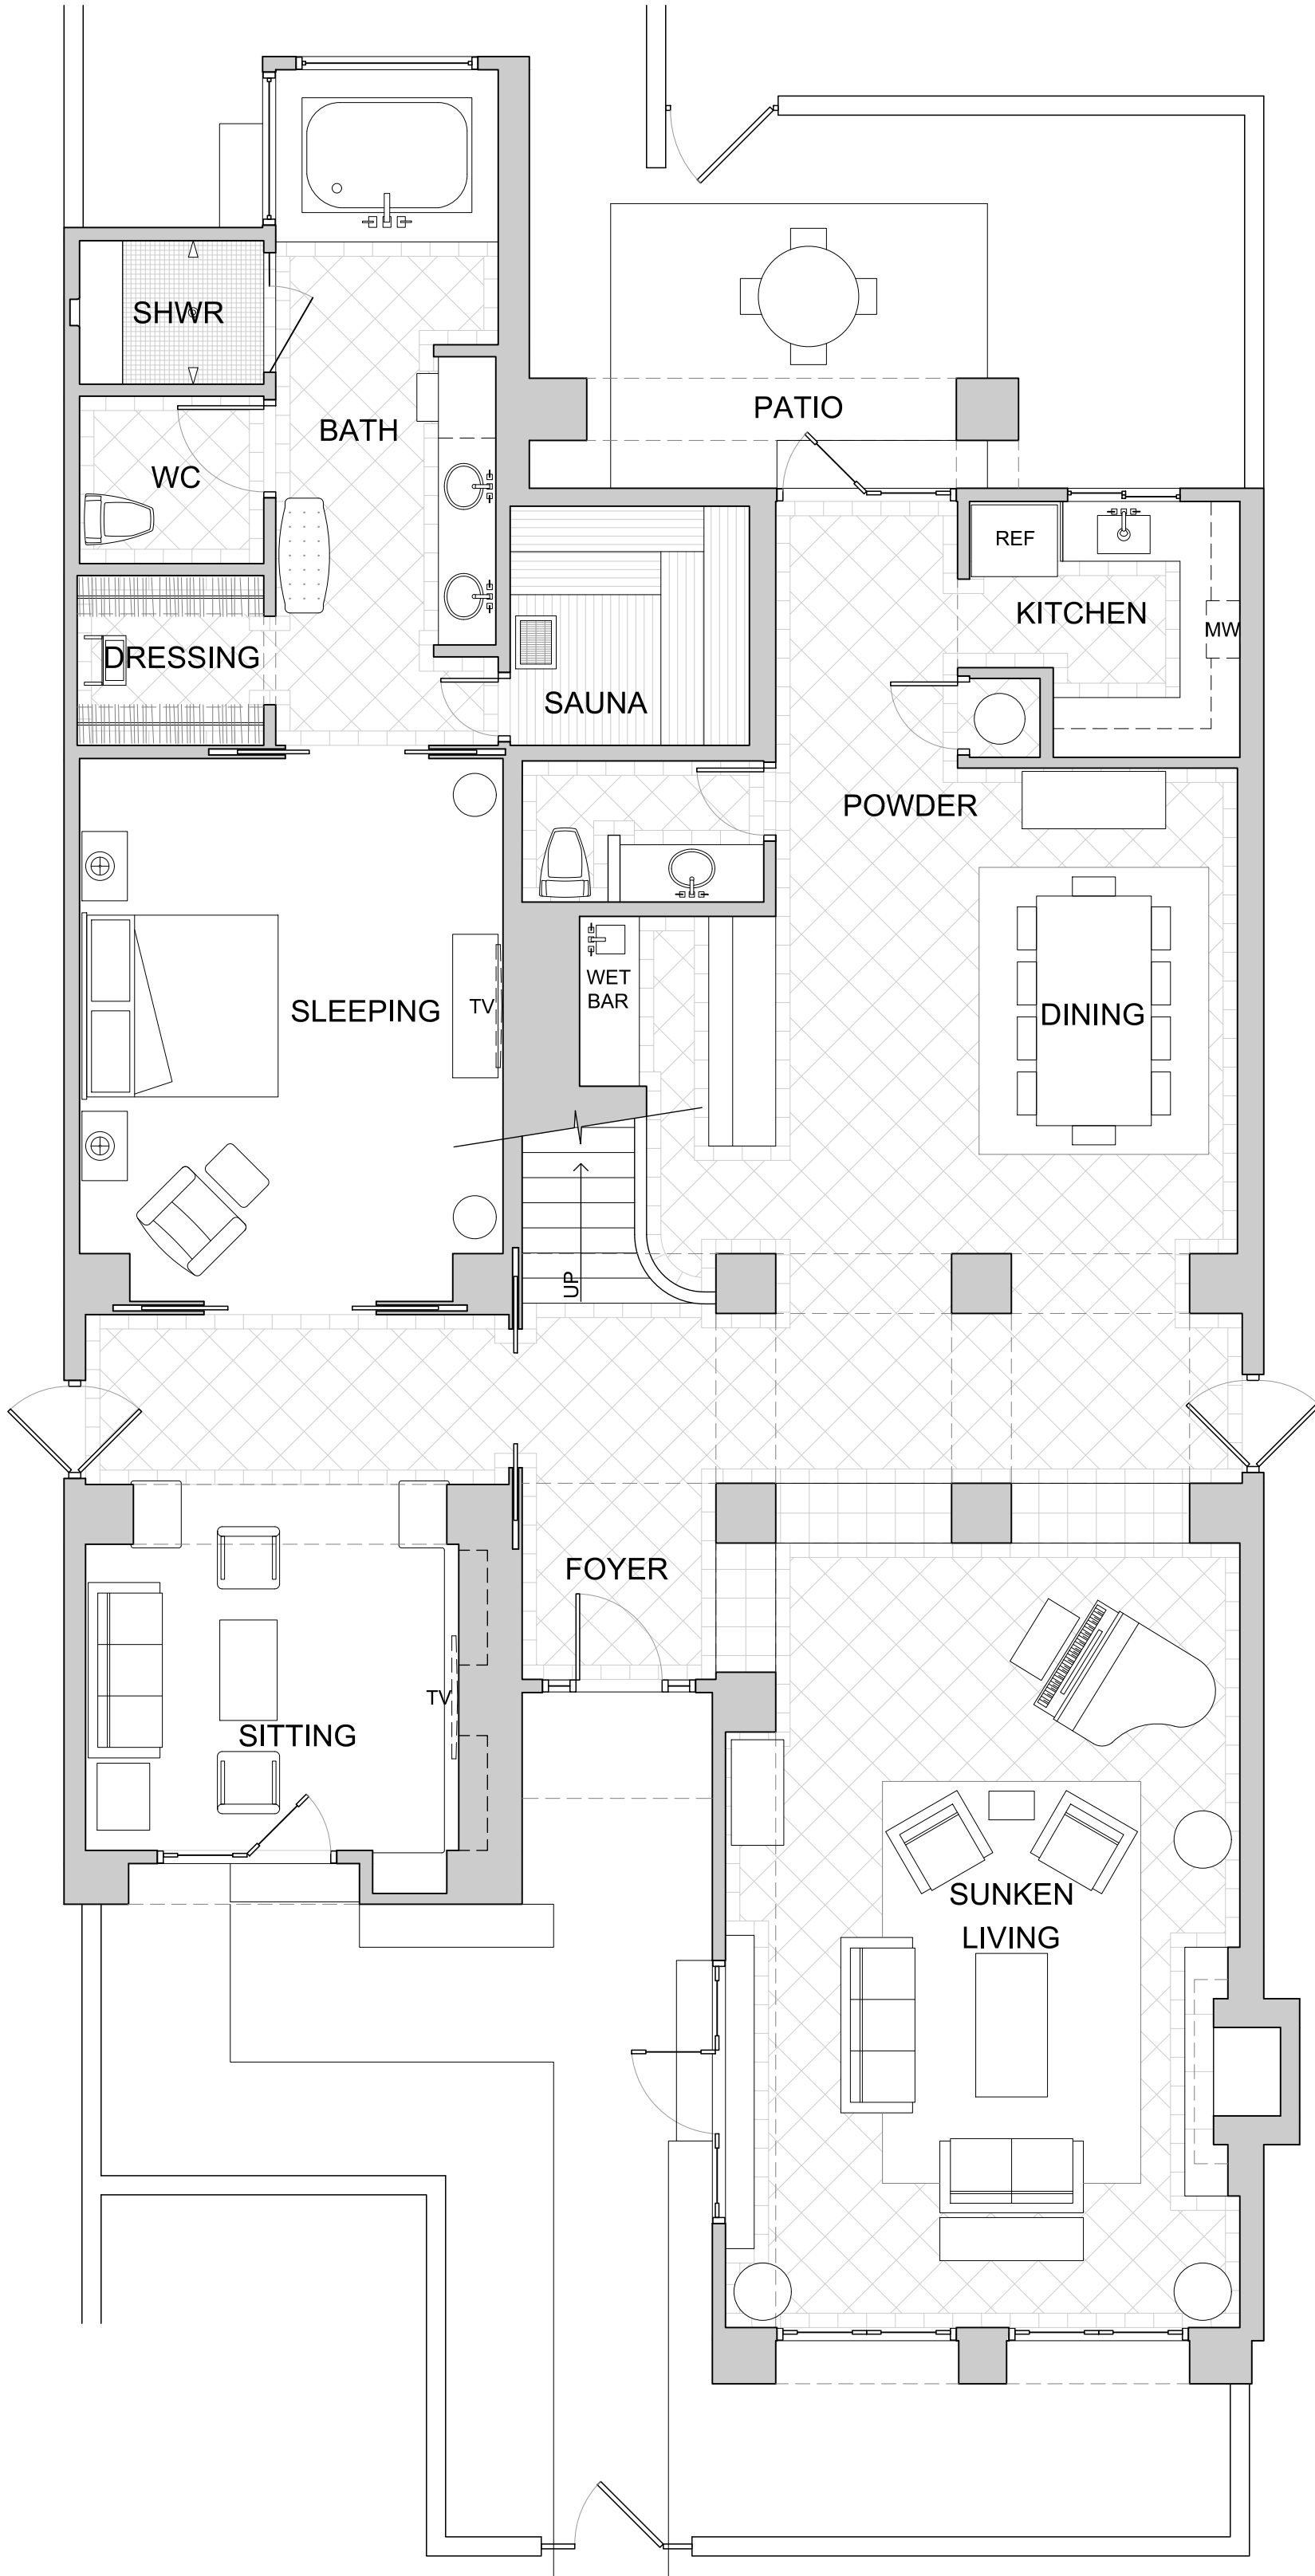 SHWR
BATH
PATIO
WC
REF
KITCHEN
MW
DRESSING
SAUNA
POWDER
WET
BAR
SLEEPING
TV
DINING
UP
FOYER
TV
SITTING
SUNKEN
LIVING